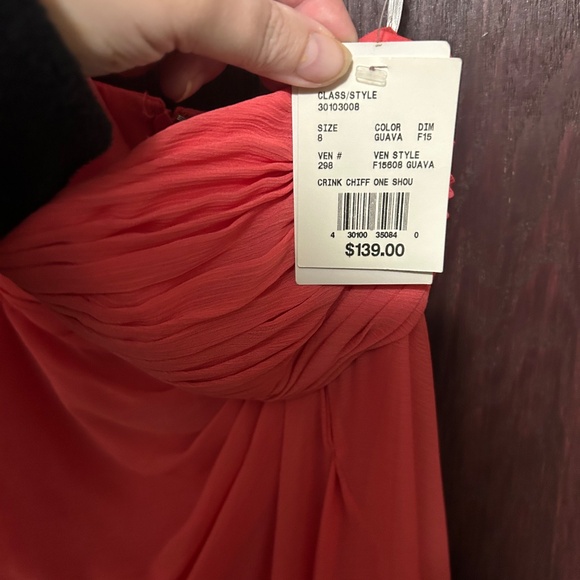 CLASS/STYLE
30103008
SIZE COLOR DIM
8 GUAVA F15
VEN # VEN STYLE
298 F15608 GUAVA
CRINK CHIFF ONE SHOU
4 30100 35084 0
$139.00